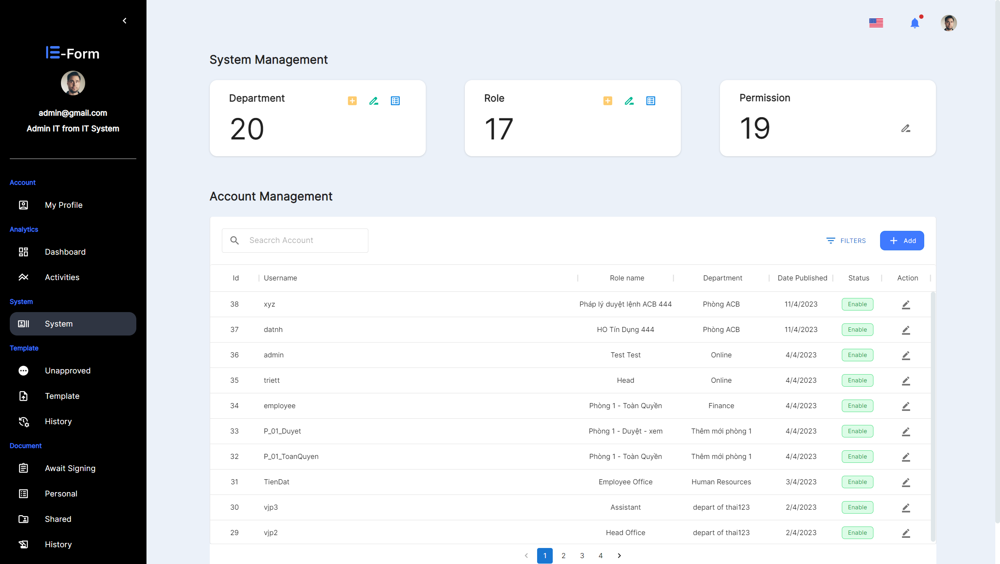 E-Form
admin@gmail.com
Admin IT from IT System
Account
My Profile
Analytics
Dashboard
Activities
System
System
Template
Unapproved
Template
History
Document
Await Signing
Personal
Shared
History
System Management
Department
20
Role
17
Permission
19
Account Management
Seacrch Account
FILTERS
Add
Id Username Role name Department Date Published Status Action
38 xyz Pháp lý duyệt lệnh ACB 444 Phòng ACB 11/4/2023 Enable
37 datnh HO Tín Dụng 444 Phòng ACB 11/4/2023 Enable
36 admin Test Test Online 4/4/2023 Enable
35 triett Head Online 4/4/2023 Enable
34 employee Phòng 1 - Toàn Quyền Finance 4/4/2023 Enable
33 P_01_Duyet Phòng 1 - Duyệt - xem Thêm mới phòng 1 4/4/2023 Enable
32 P_01_ToanQuyen Phòng 1 - Toàn Quyền Thêm mới phòng 1 4/4/2023 Enable
31 TienDat Employee Office Human Resources 3/4/2023 Enable
30 vjp3 Assistant depart of thai123 2/4/2023 Enable
29 vjp2 Head Office depart of thai123 2/4/2023 Enable
1 2 3 4